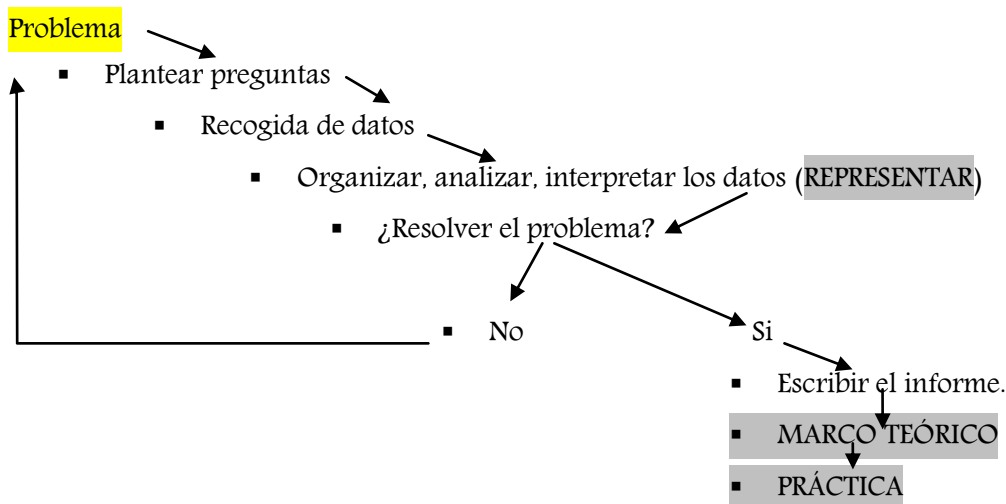 Problema
▪ Plantear preguntas
▪ Recogida de datos
▪ Organizar, analizar, interpretar los datos (REPRESENTAR)
▪ ¿Resolver el problema?
▪ No Si
▪ Escribir el informe.
▪ MARCO TEÓRICO
▪ PRÁCTICA